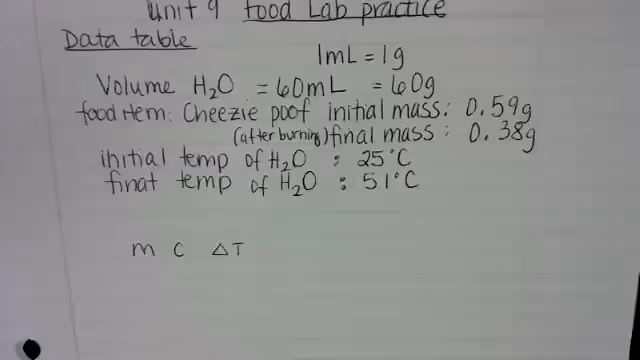 Unit 9 Food Lab practice
Data table
1mL = 1g
Volume H₂O = 60mL = 60g
food item: Cheezie poof initial mass: 0.59g
(after burning) final mass: 0.38g
initial temp of H₂O : 25°C
final temp of H₂O : 51°C
m C ΔT